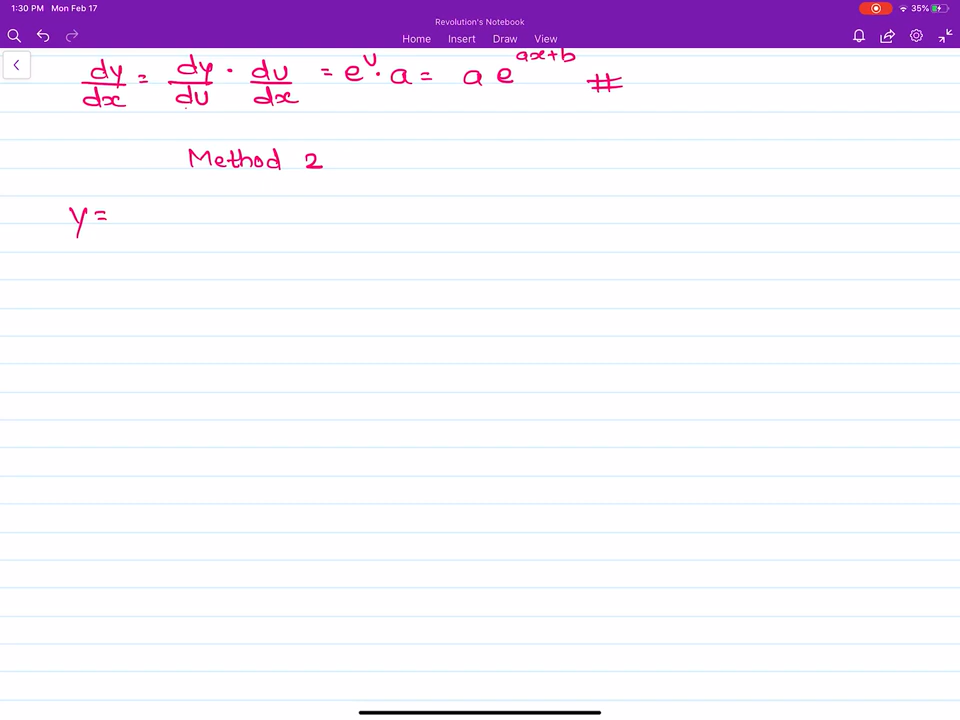 1:30 PM Mon Feb 17
35%
Revolution's Notebook
Home Insert Draw View
dy/dx = dy/du · du/dx = e^u · a = a e^(ax+b) #
Method 2
y =